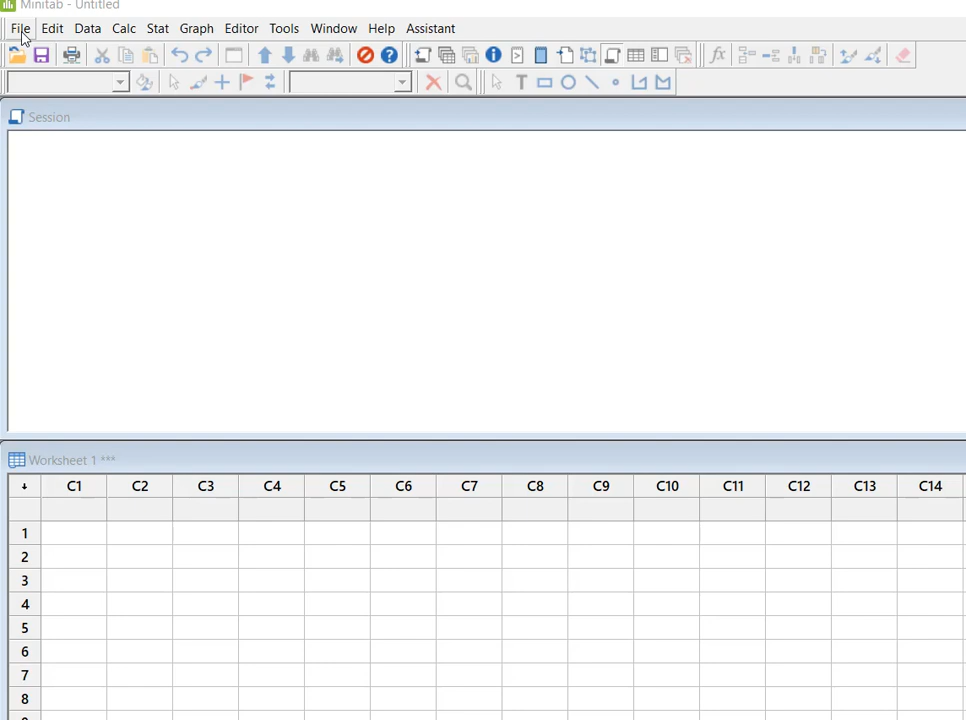 Minitab - Untitled
File Edit Data Calc Stat Graph Editor Tools Window Help Assistant
fx
T
Session
Worksheet 1 ***
C1 C2 C3 C4 C5 C6 C7 C8 C9 C10 C11 C12 C13 C14
1
2
3
4
5
6
7
8